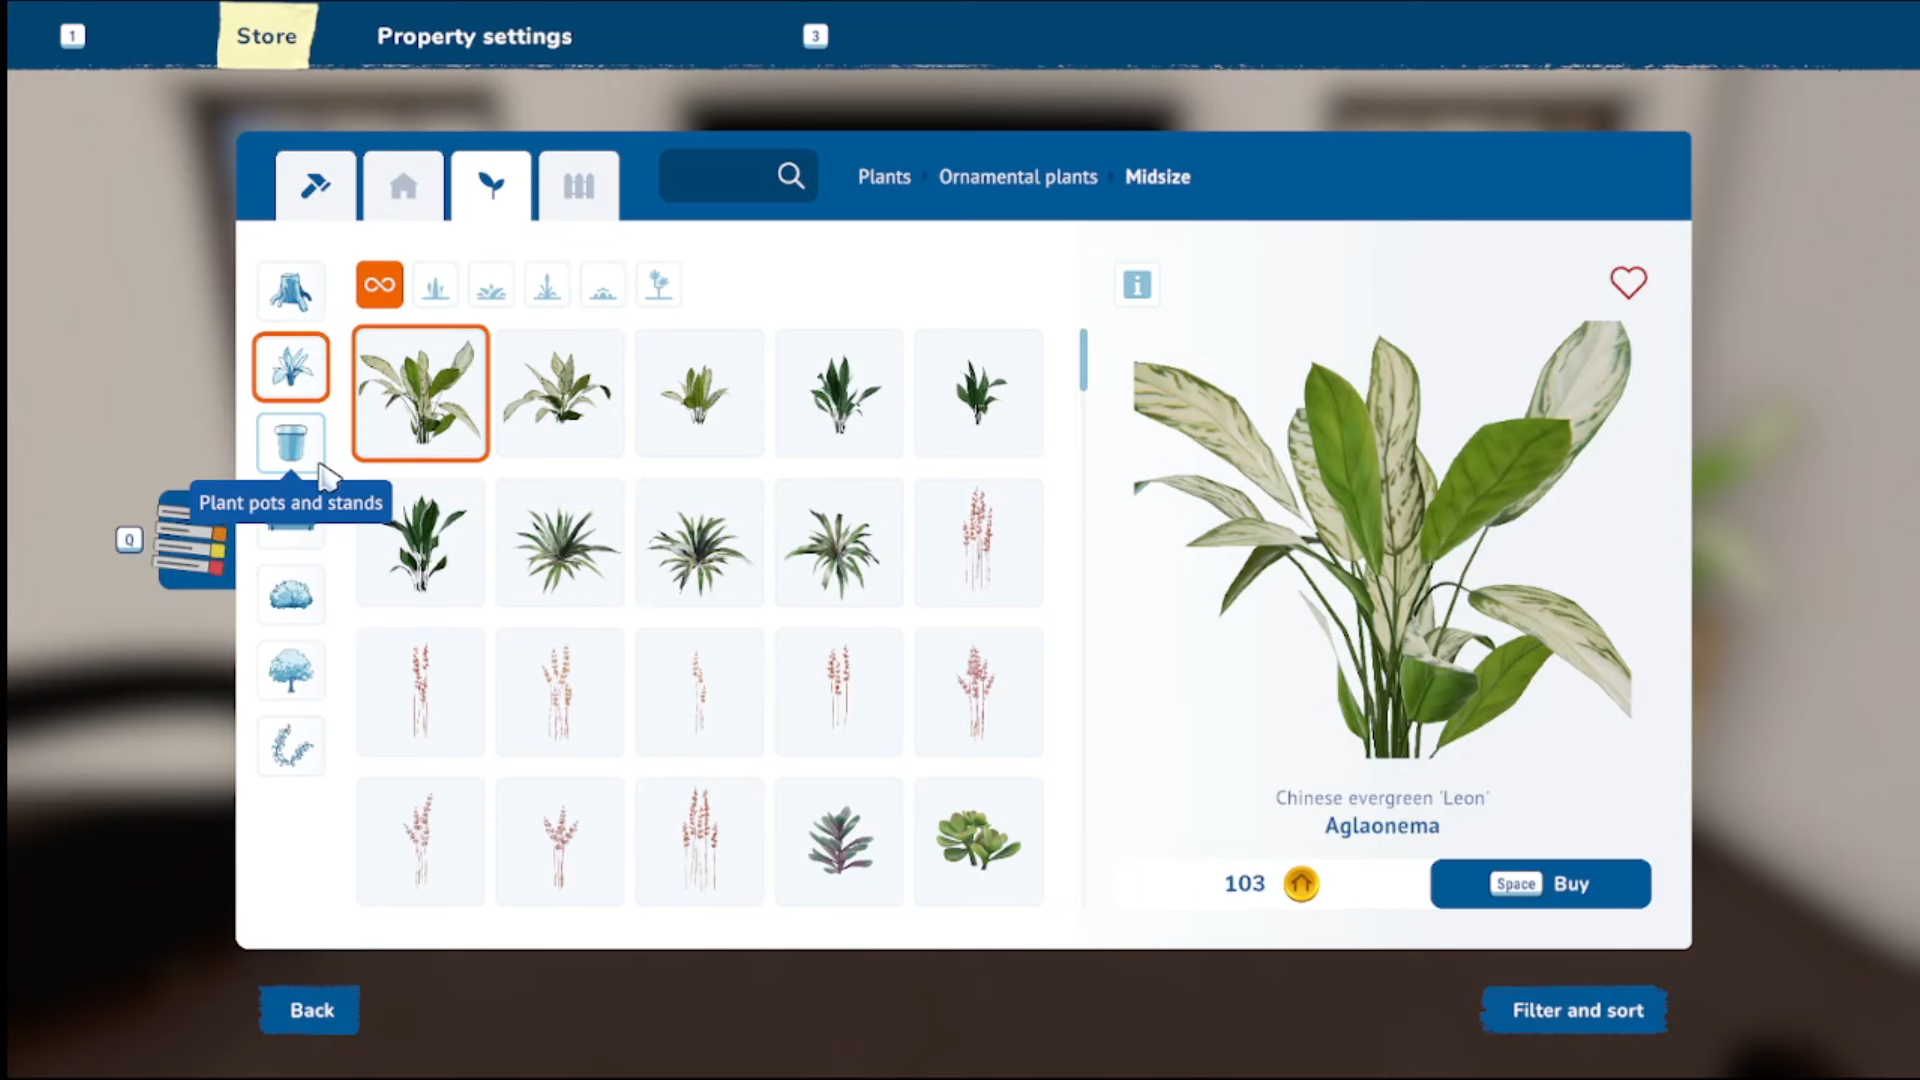 1
Store
Property settings
3
Plants
Ornamental plants
Midsize
Plant pots and stands
Q
Chinese evergreen 'Leon'
Aglaonema
103
Space
Buy
Back
Filter and sort